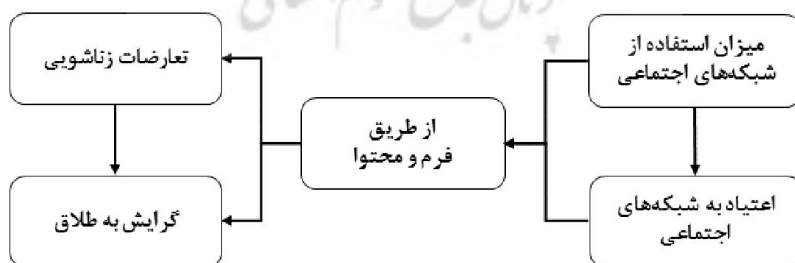 میزان استفاده از
شبکه‌های اجتماعی
تعارضات زناشویی
از طریق
فرم و محتوا
اعتیاد به شبکه‌های
اجتماعی
گرایش به طلاق